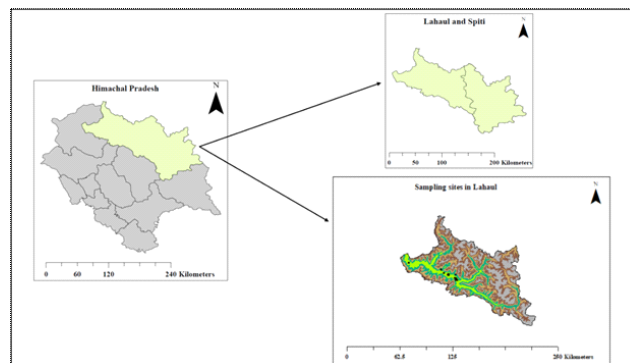 Himachal Pradesh
N
0 60 120 240 Kilometers
Lahaul and Spiti
N
0 50 100 200 Kilometers
Sampling sites in Lahaul
N
0 62.5 125 250 Kilometers